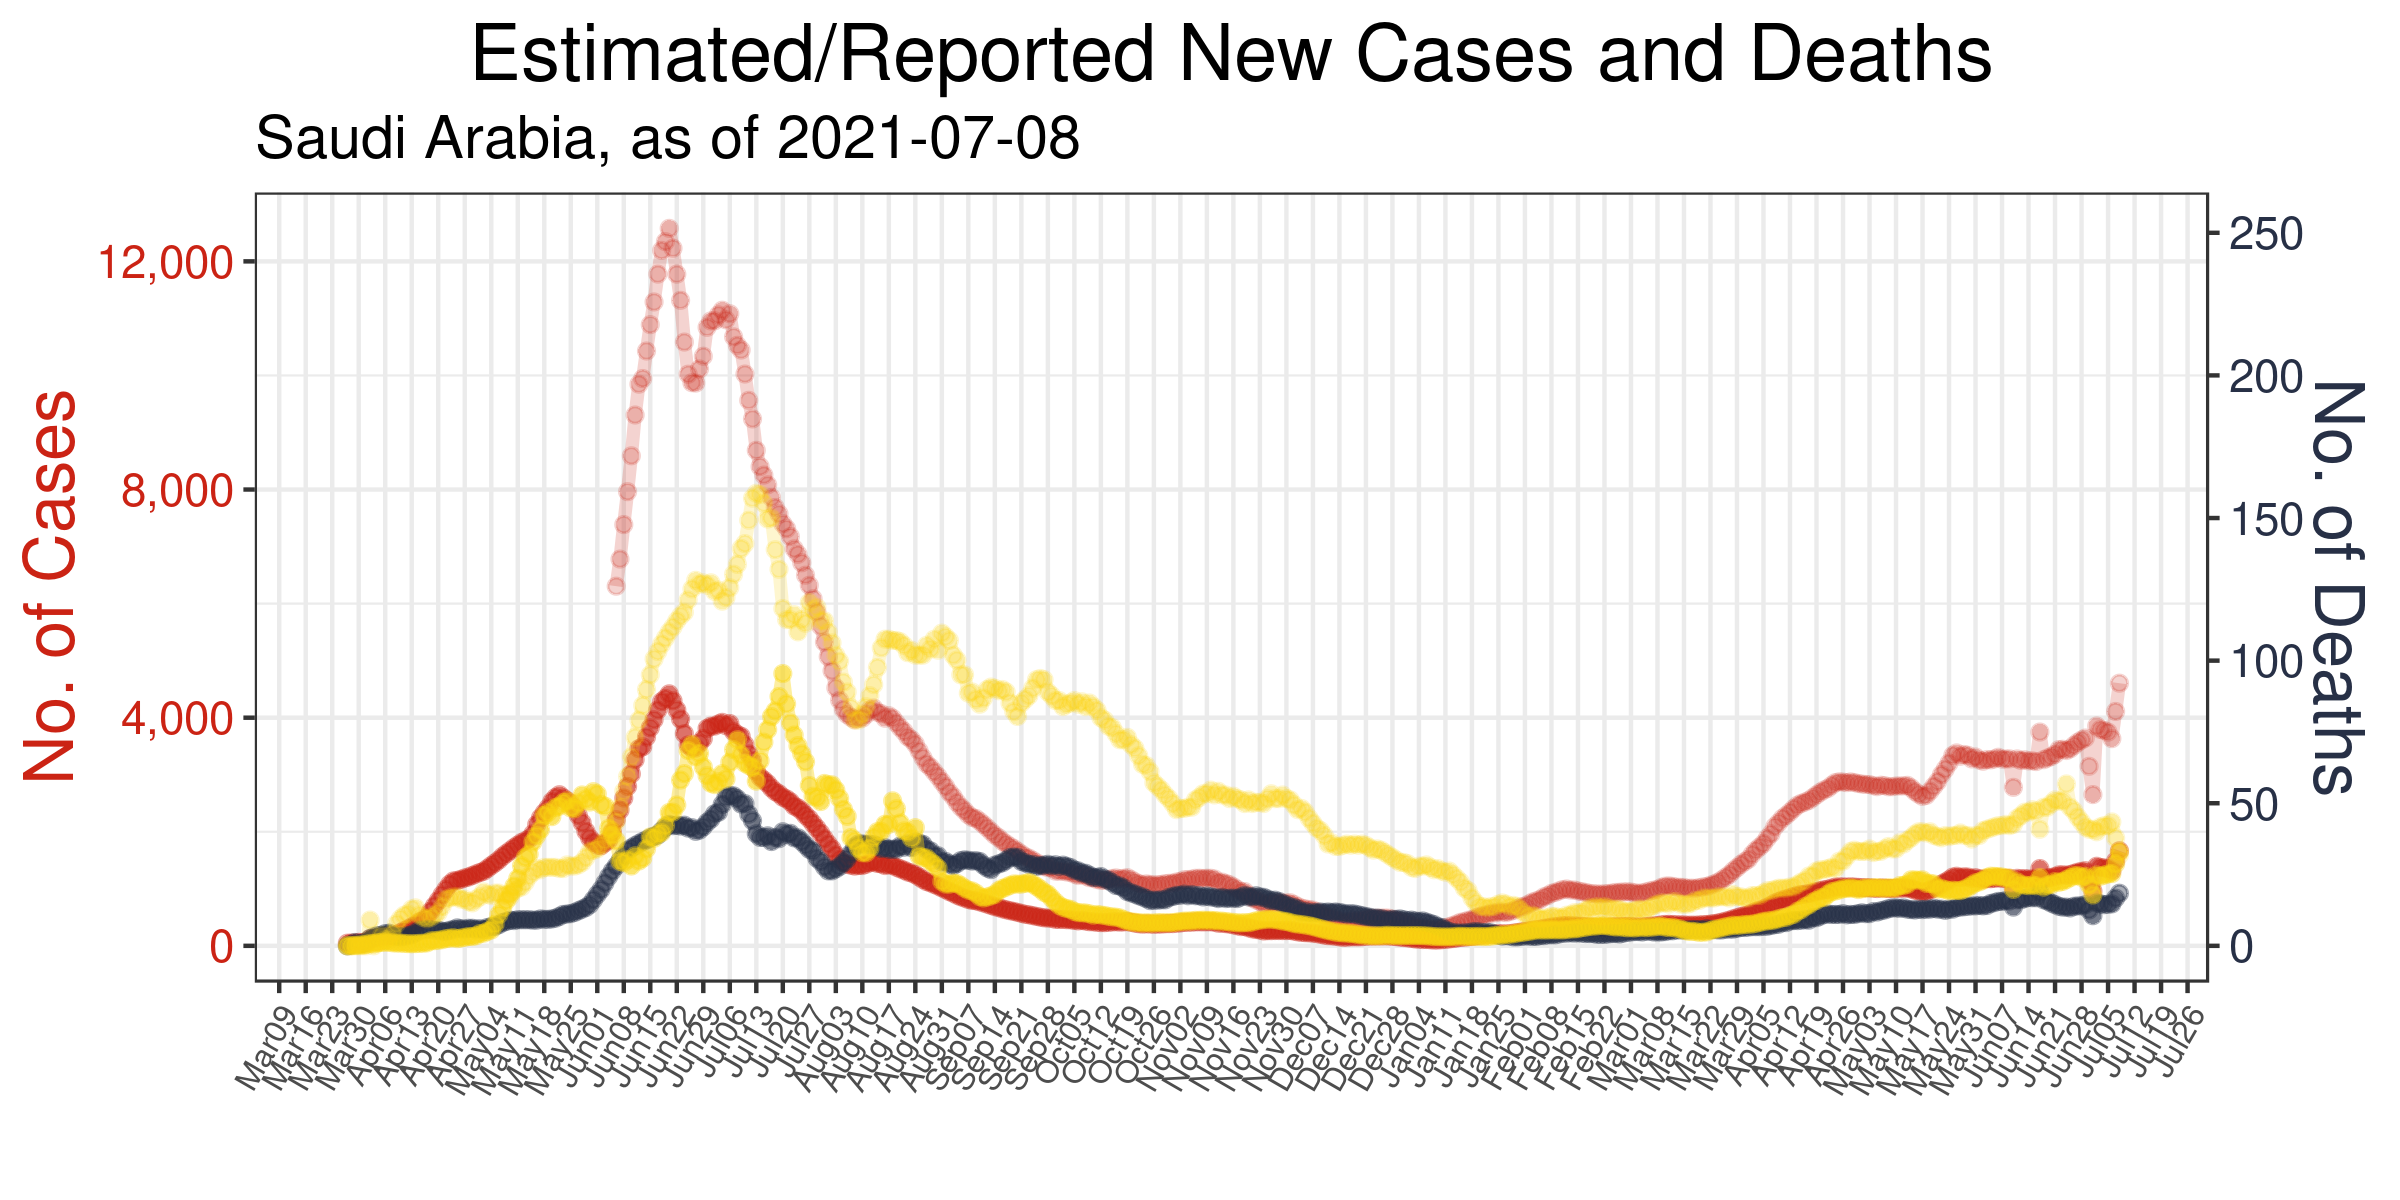 Estimated/Reported New Cases and Deaths
Saudi Arabia, as of 2021-07-08
No. of Cases
12,000
8,000
4,000
0
250
200
150
100
50
0
No. of Deaths
Mar09
Mar16
Mar23
Mar30
Apr06
Apr13
Apr20
Apr27
May04
May11
May18
May25
Jun01
Jun08
Jun15
Jun22
Jun29
Jul06
Jul13
Jul20
Jul27
Aug03
Aug10
Aug17
Aug24
Aug31
Sep07
Sep14
Sep21
Sep28
Oct05
Oct12
Oct19
Oct26
Nov02
Nov09
Nov16
Nov23
Nov30
Dec07
Dec14
Dec21
Dec28
Jan04
Jan11
Jan18
Jan25
Feb01
Feb08
Feb15
Feb22
Mar01
Mar08
Mar15
Mar22
Mar29
Apr05
Apr12
Apr19
Apr26
May03
May10
May17
May24
May31
Jun07
Jun14
Jun21
Jun28
Jul05
Jul12
Jul19
Jul26